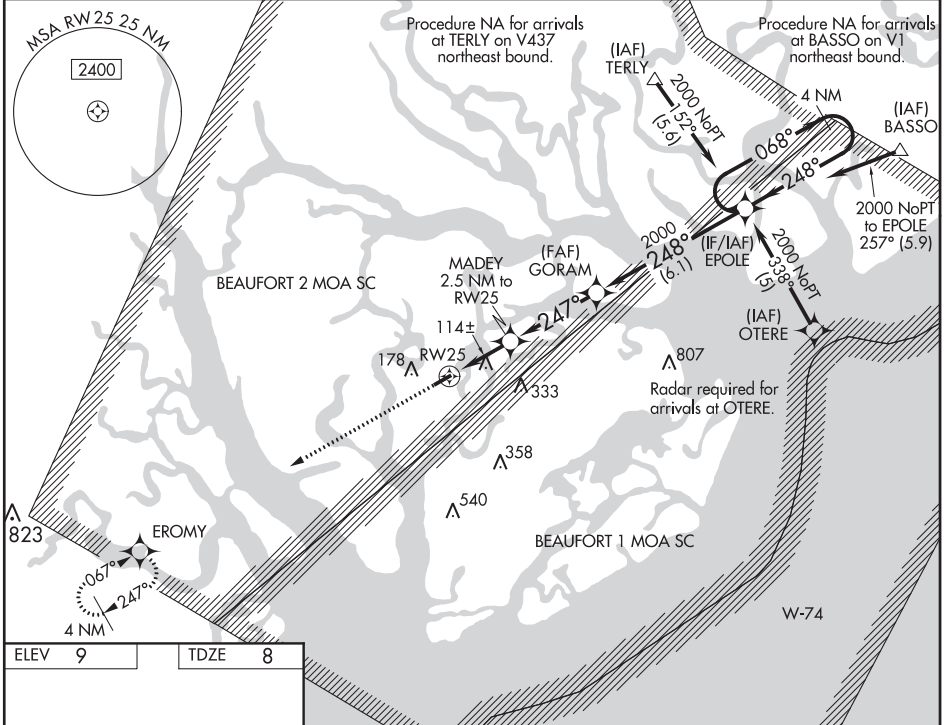 MSA RW25 25 NM
2400
Procedure NA for arrivals
at TERLY on V437
northeast bound.
Procedure NA for arrivals
at BASSO on V1
northeast bound.
(IAF)
TERLY
2000 NoPT
152°
(5.6)
4 NM
(IAF)
BASSO
068°
248°
2000 NoPT
to EPOLE
257° (5.9)
(IF/IAF)
EPOLE
2000
248°
(6.1)
2000 NoPT
338°
(5)
(IAF)
OTERE
(FAF)
GORAM
MADEY
2.5 NM to
RW25
247°
BEAUFORT 2 MOA SC
114±
178
RW25
333
807
Radar required for
arrivals at OTERE.
358
540
823
EROMY
067°
247°
4 NM
BEAUFORT 1 MOA SC
W-74
ELEV 9
TDZE 8